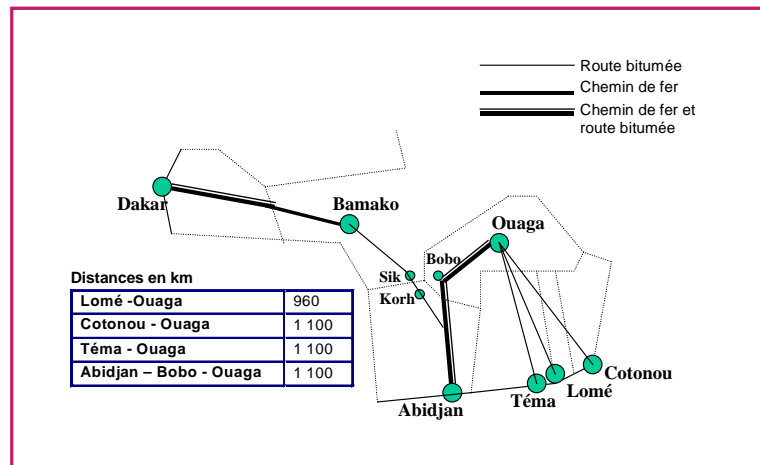 Route bitumée
Chemin de fer
Chemin de fer et
route bitumée
Dakar
Bamako
Ouaga
Bobo
Sik
Korh
Distances en km
Lomé -Ouaga 960
Cotonou - Ouaga 1 100
Téma - Ouaga 1 100
Abidjan – Bobo - Ouaga 1 100
Cotonou
Lomé
Téma
Abidjan